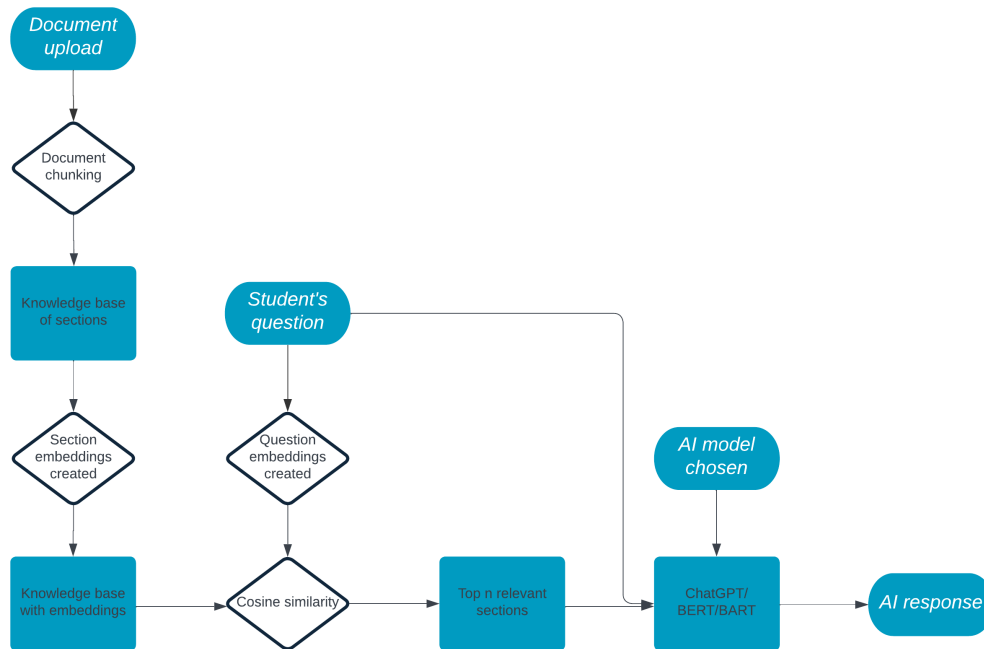 Document
upload
Document
chunking
Knowledge base
of sections
Student's
question
Section
embeddings
created
Question
embeddings
created
AI model
chosen
Knowledge base
with embeddings
Cosine similarity
Top n relevant
sections
ChatGPT/
BERT/BART
AI response